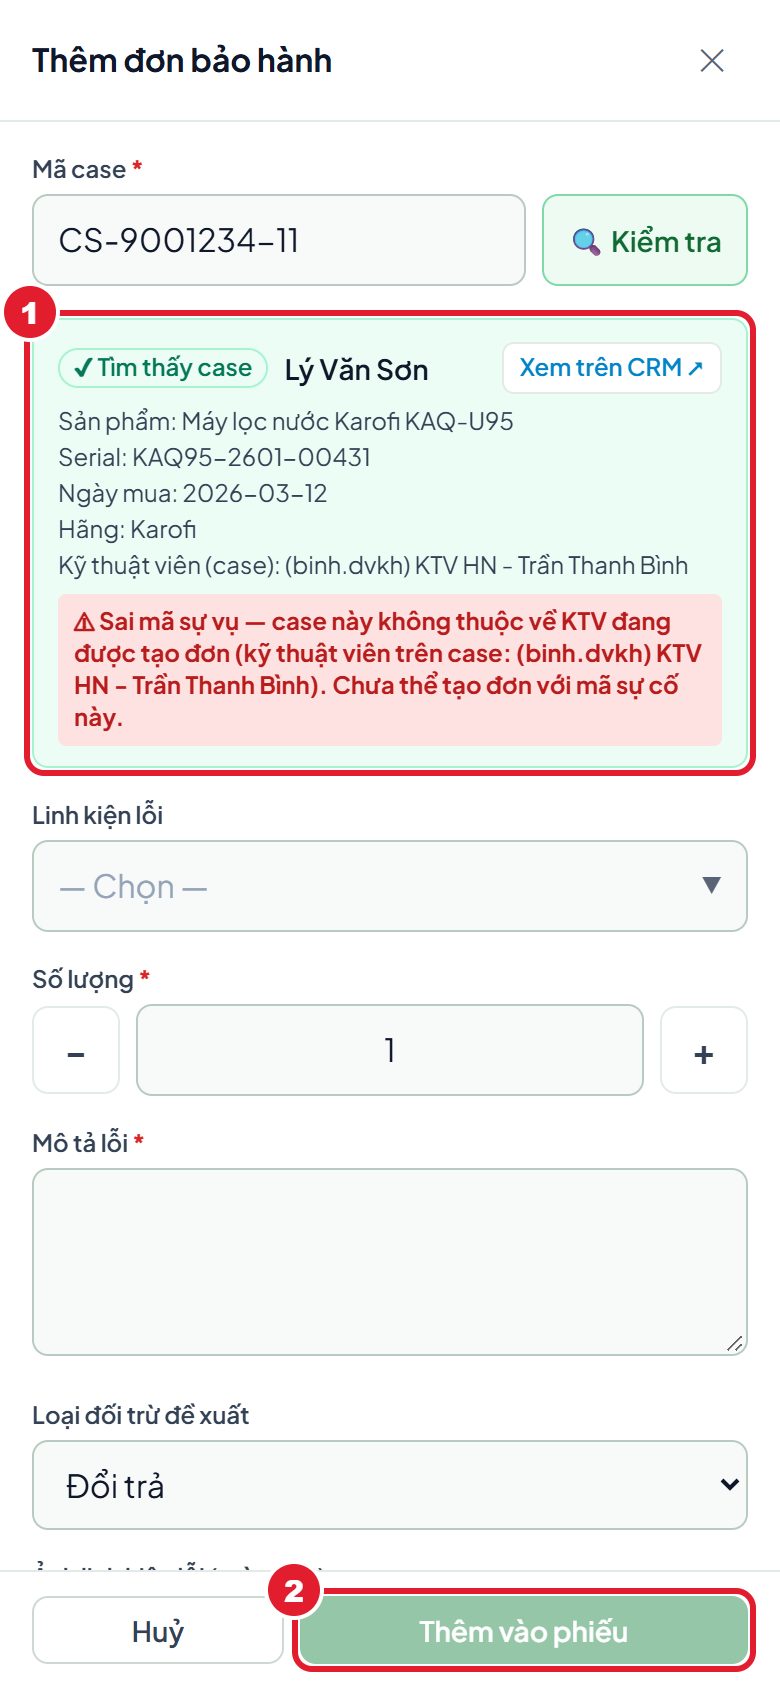 Thêm đơn bảo hành
Mã case *
CS-9001234-11
Kiểm tra
1
✓ Tìm thấy case
Lý Văn Sơn
Xem trên CRM ↗
Sản phẩm: Máy lọc nước Karofi KAQ-U95
Serial: KAQ95-2601-00431
Ngày mua: 2026-03-12
Hãng: Karofi
Kỹ thuật viên (case): (binh.dvkh) KTV HN - Trần Thanh Bình
⚠ Sai mã sự vụ — case này không thuộc về KTV đang
được tạo đơn (kỹ thuật viên trên case: (binh.dvkh) KTV
HN - Trần Thanh Bình). Chưa thể tạo đơn với mã sự cố
này.
Linh kiện lỗi
— Chọn —
Số lượng *
−
1
+
Mô tả lỗi *
Loại đối trừ đề xuất
Đổi trả
2
Huỷ
Thêm vào phiếu